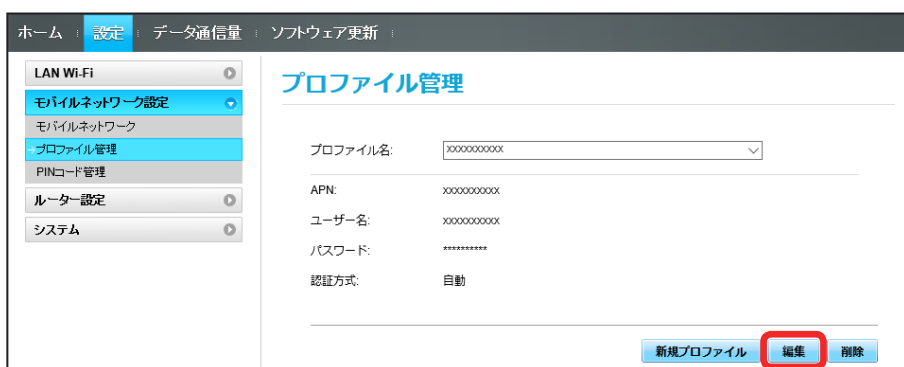 ホーム 設定 データ通信量 ソフトウェア更新
LAN Wi-Fi
モバイルネットワーク設定
モバイルネットワーク
プロファイル管理
PINコード管理
ルーター設定
システム
プロファイル管理
プロファイル名: xxxxxxxxxx
APN: xxxxxxxxxx
ユーザー名: xxxxxxxxxx
パスワード: **********
認証方式: 自動
新規プロファイル 編集 削除